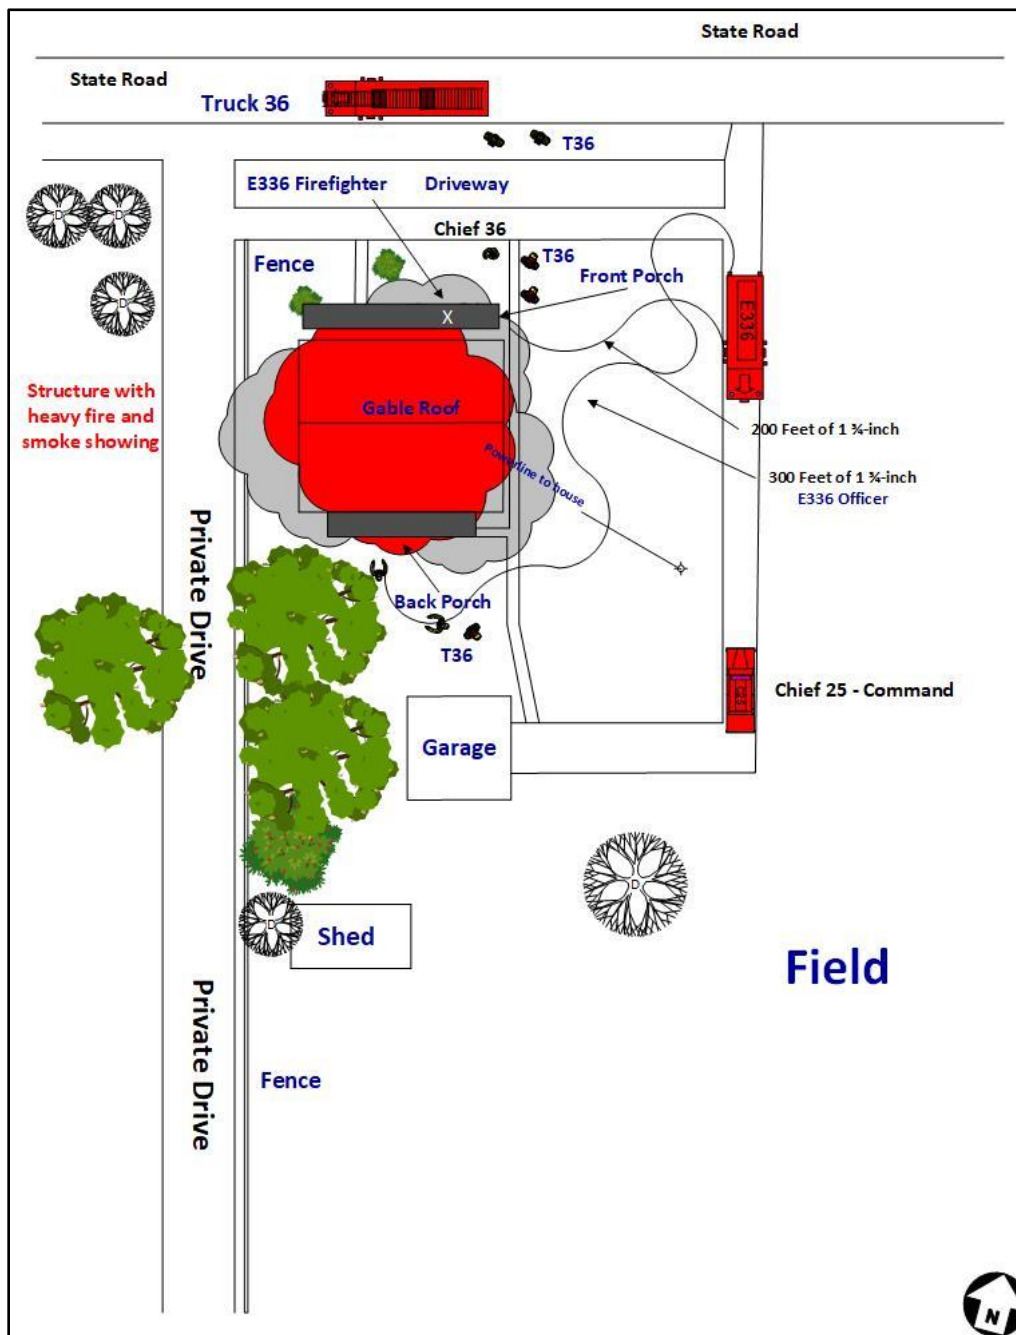 State Road
State Road
Truck 36
T36
E336 Firefighter
Driveway
Chief 36
Fence
T36
Front Porch
X
E336
D
D
D
Structure with
heavy fire and
smoke showing
Gable Roof
200 Feet of 1 ¾-inch
Powerline to house
300 Feet of 1 ¾-inch
E336 Officer
Private Drive
Back Porch
T36
Chief 25 - Command
Garage
D
D
Shed
Field
Private Drive
Fence
N